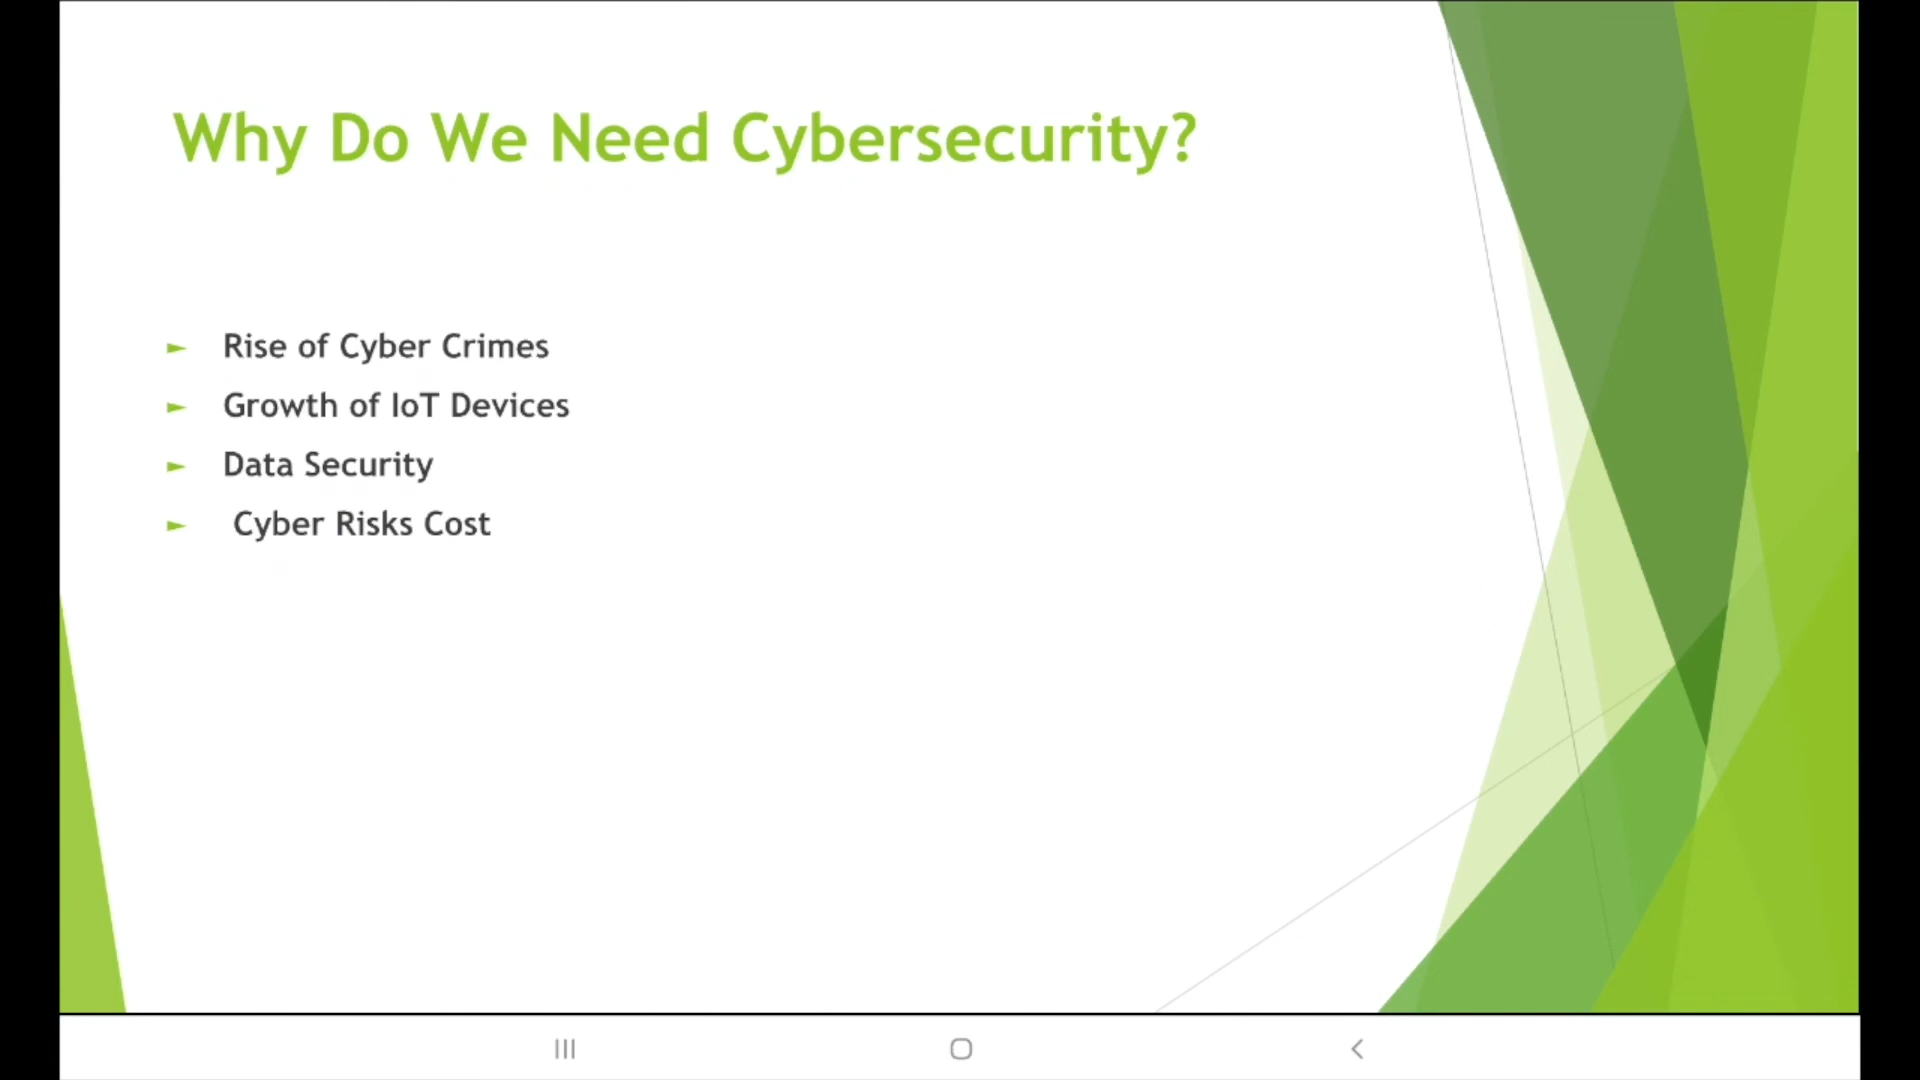 Why Do We Need Cybersecurity?
Rise of Cyber Crimes
Growth of IoT Devices
Data Security
Cyber Risks Cost